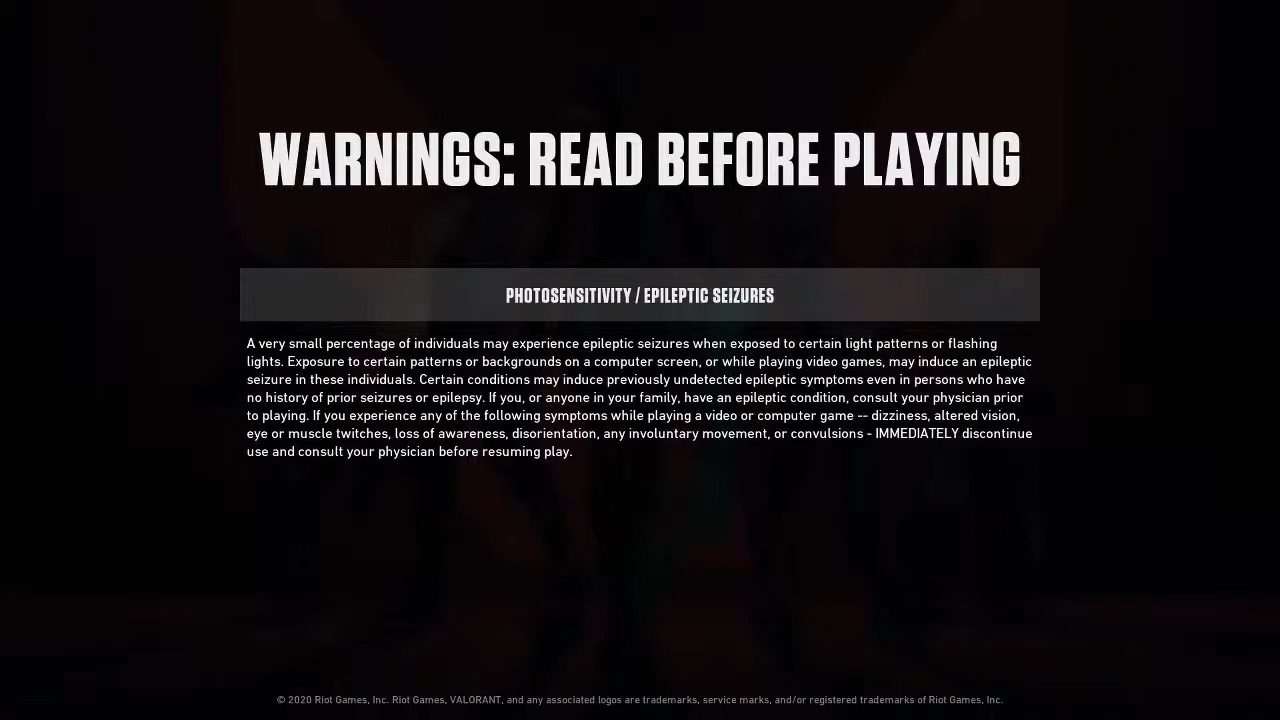 WARNINGS: READ BEFORE PLAYING
PHOTOSENSITIVITY / EPILEPTIC SEIZURES
A very small percentage of individuals may experience epileptic seizures when exposed to certain light patterns or flashing
lights. Exposure to certain patterns or backgrounds on a computer screen, or while playing video games, may induce an epileptic
seizure in these individuals. Certain conditions may induce previously undetected epileptic symptoms even in persons who have
no history of prior seizures or epilepsy. If you, or anyone in your family, have an epileptic condition, consult your physician prior
to playing. If you experience any of the following symptoms while playing a video or computer game -- dizziness, altered vision,
eye or muscle twitches, loss of awareness, disorientation, any involuntary movement, or convulsions - IMMEDIATELY discontinue
use and consult your physician before resuming play.
© 2020 Riot Games, Inc. Riot Games, VALORANT, and any associated logos are trademarks, service marks, and/or registered trademarks of Riot Games, Inc.